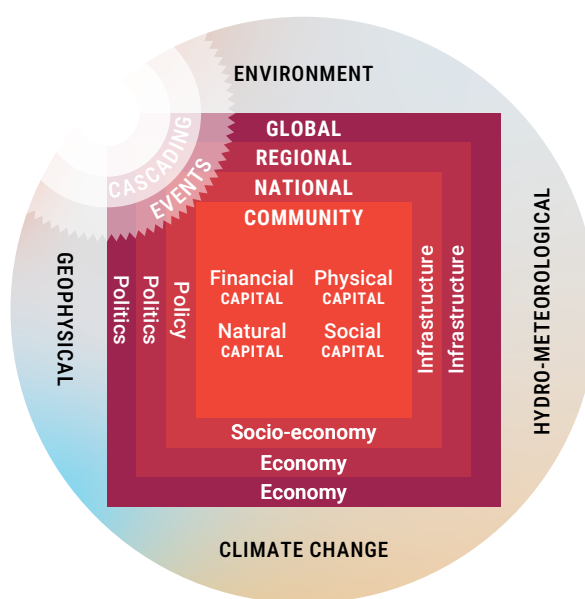 ENVIRONMENT
GLOBAL
REGIONAL
NATIONAL
COMMUNITY
CASCADING
EVENTS
GEOPHYSICAL
Politics
Politics
Policy
Financial
CAPITAL
Physical
CAPITAL
Natural
CAPITAL
Social
CAPITAL
Infrastructure
Infrastructure
HYDRO-METEOROLOGICAL
Socio-economy
Economy
Economy
CLIMATE CHANGE